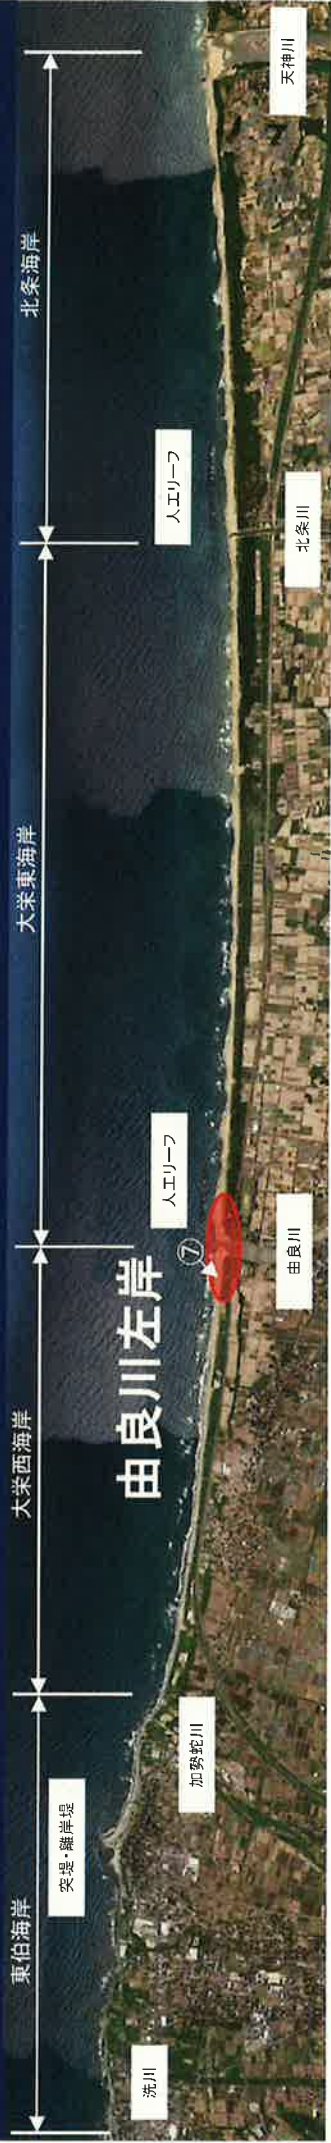 東伯海岸
大栄西海岸
大栄東海岸
北条海岸
突堤・離岸堤
由良川左岸
⑦
人工リーフ
人工リーフ
洗川
加勢蛇川
由良川
北条川
天神川